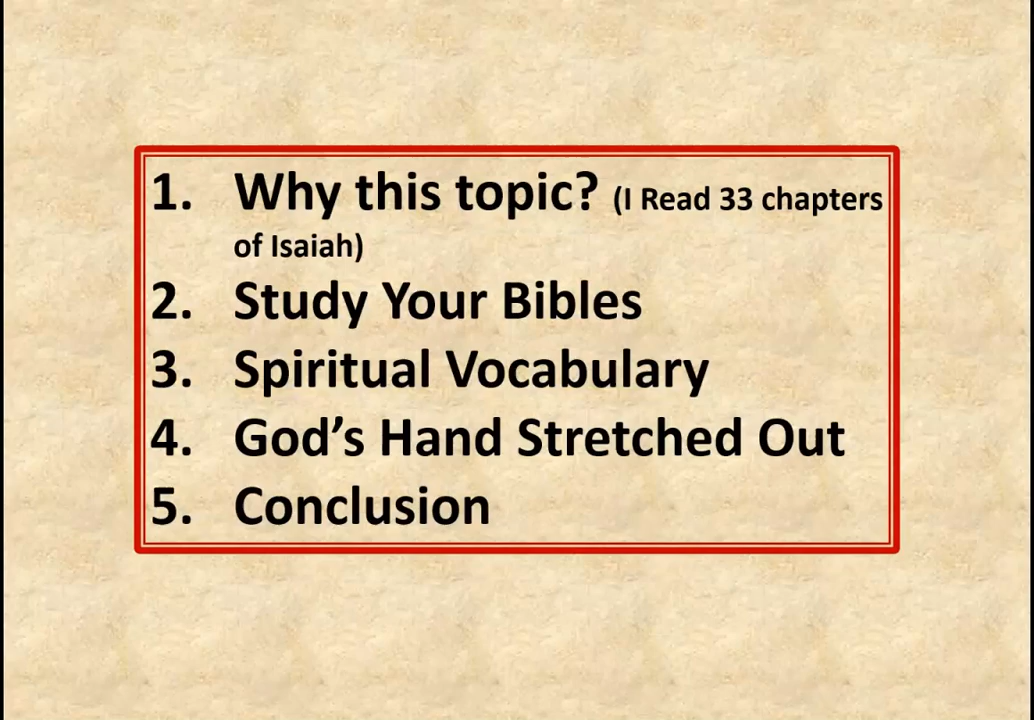 1. Why this topic? (I Read 33 chapters
of Isaiah)
2. Study Your Bibles
3. Spiritual Vocabulary
4. God’s Hand Stretched Out
5. Conclusion